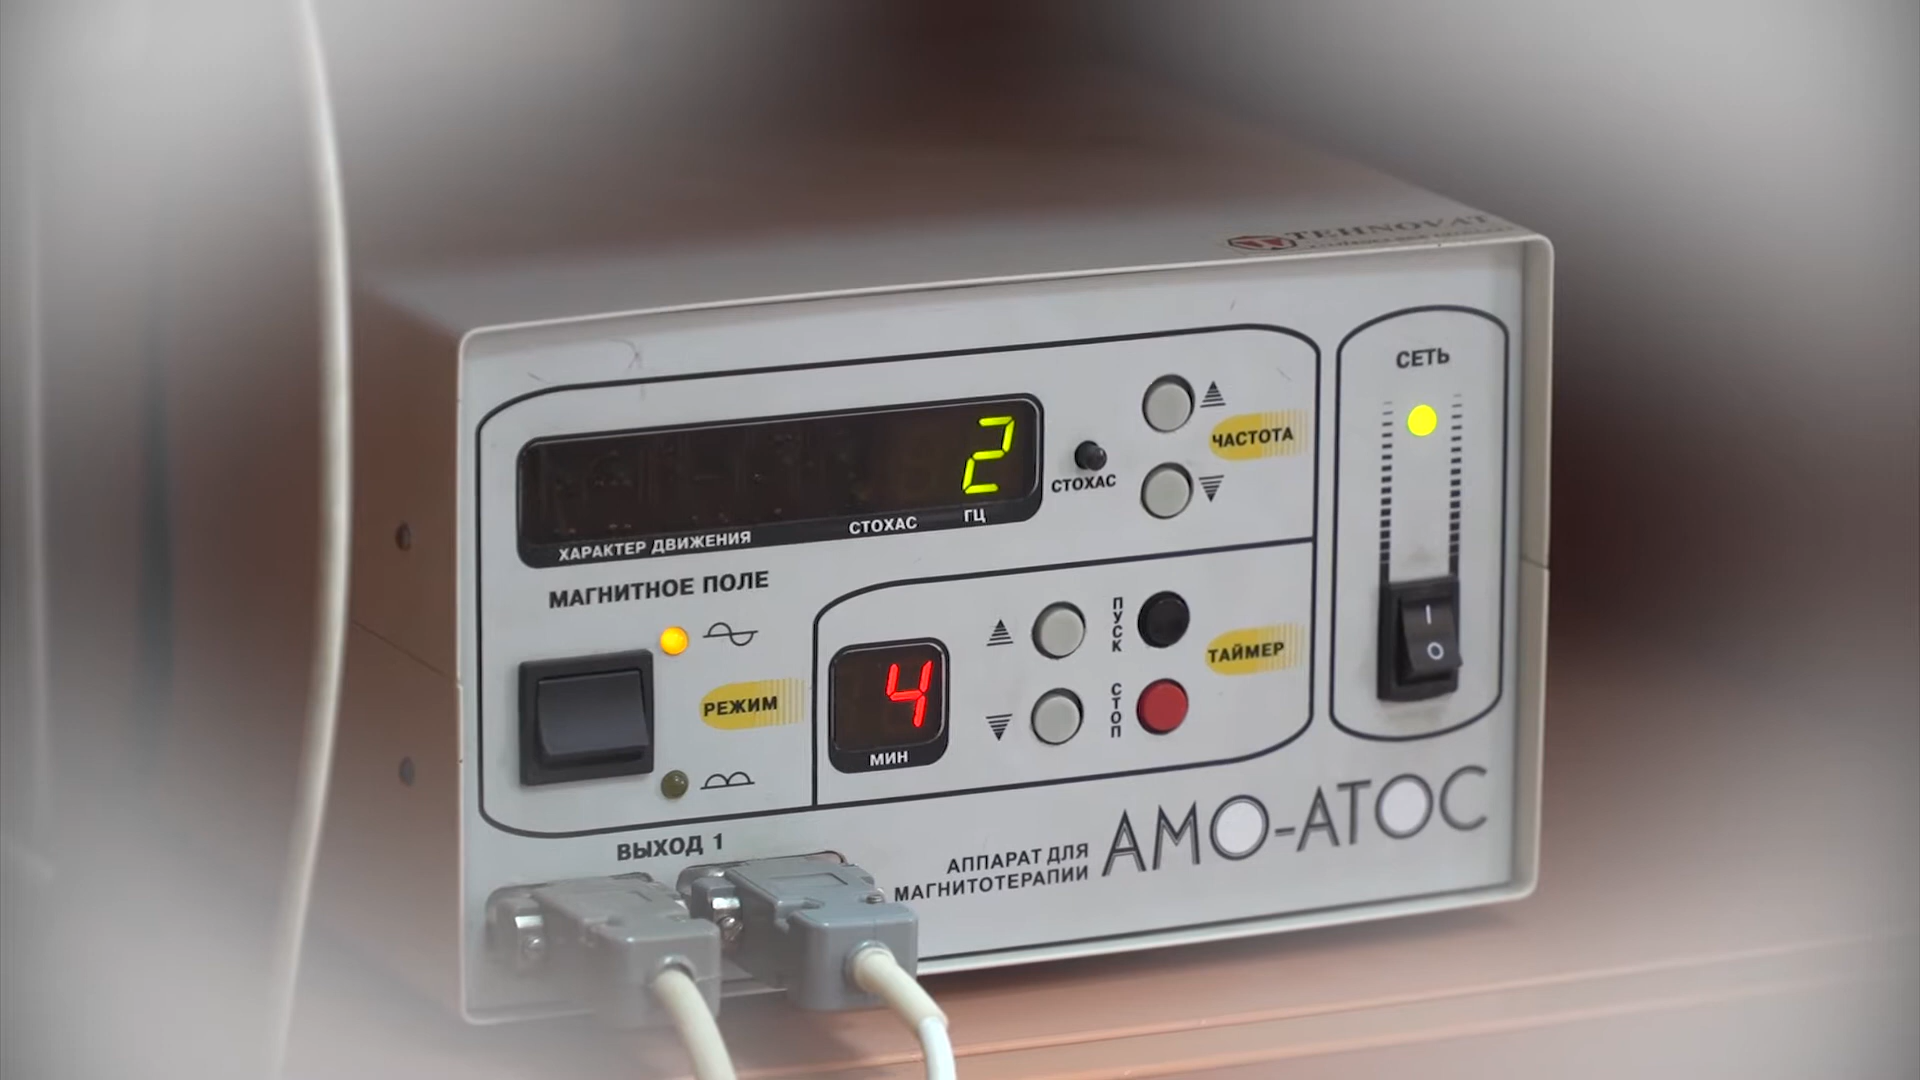 TEHNOVAT
СЕТЬ
2
ЧАСТОТА
СТОХАС
ХАРАКТЕР ДВИЖЕНИЯ СТОХАС ГЦ
МАГНИТНОЕ ПОЛЕ
РЕЖИМ
4
МИН
ПУСК
СТОП
ТАЙМЕР
I
O
ВЫХОД 1
АППАРАТ ДЛЯ
МАГНИТОТЕРАПИИ
АМО-АТОС